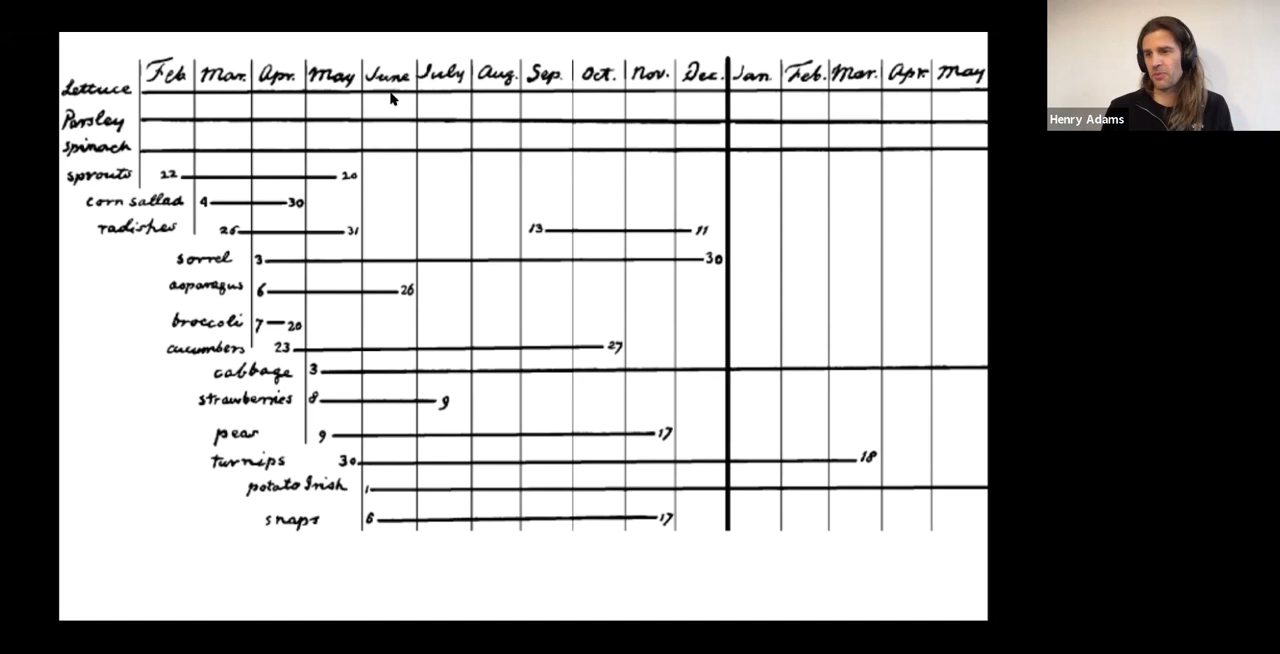 Feb. Mar. Apr. May June July Aug. Sep. Oct. Nov. Dec. Jan. Feb. Mar. Apr. May
Lettuce
Parsley
Spinach
sprouts 22 20
corn sallad 4 30
radishes 26 31 13 11
sorrel 3 30
asparagus 6 26
broccoli 7 20
cucumbers 23 27
cabbage 3
strawberries 8 9
peas 9 17
turnips 30 18
potato Irish 1
snaps 6 17
Henry Adams